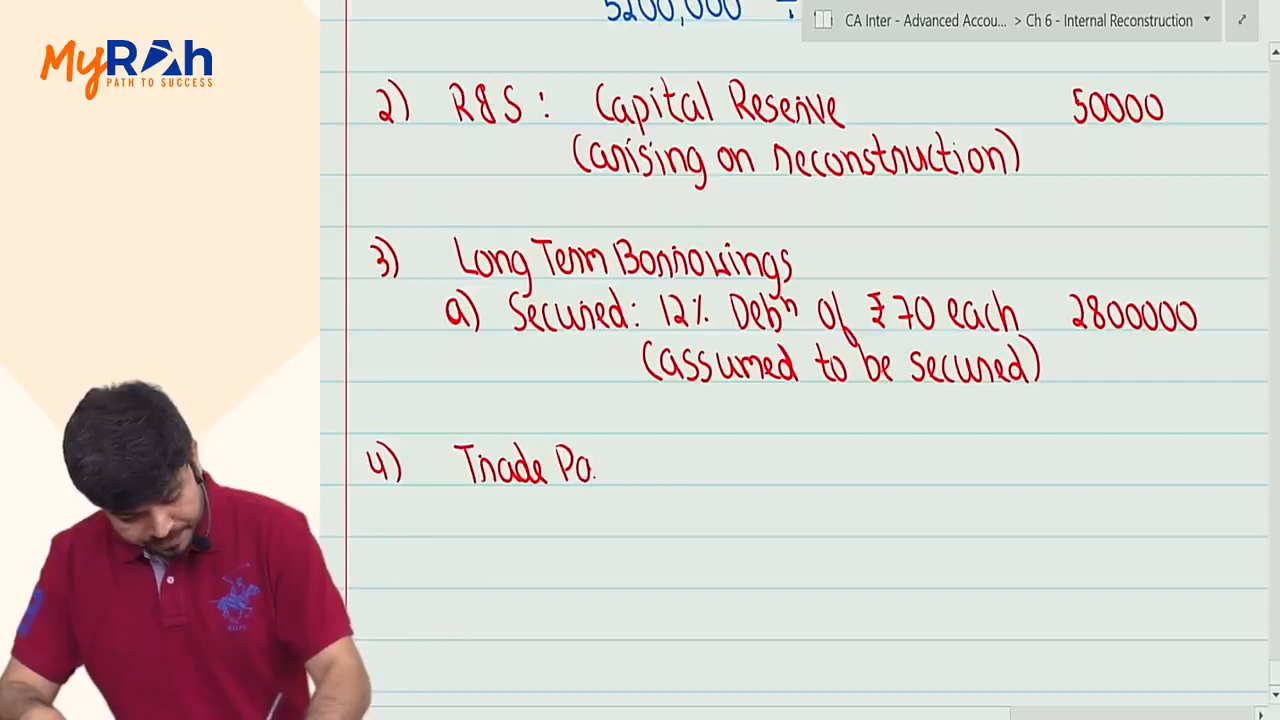 5200,000
CA Inter - Advanced Accou... > Ch 6 - Internal Reconstruction
MyRAh
PATH TO SUCCESS
2) R&S : Capital Reserve 50000
(arising on reconstruction)
3) Long Term Borrowings
a) Secured: 12% Debⁿ of ₹70 each 2800000
(assumed to be secured)
4) Trade Pa